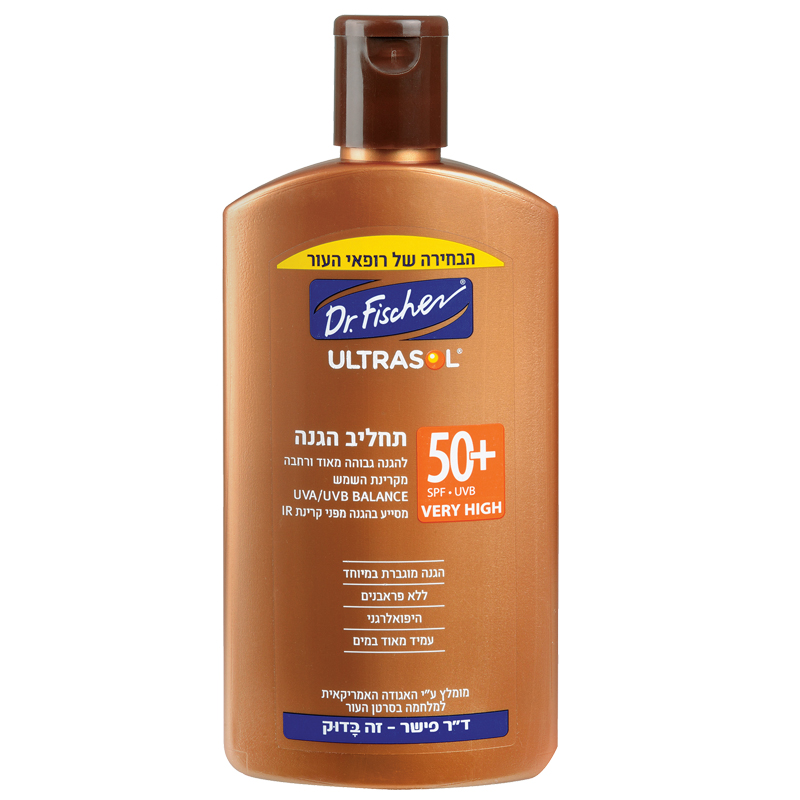 הבחירה של רופאי העור
Dr. Fischer®
ULTRASOL®
תחליב הגנה
להגנה גבוהה מאוד ורחבה
מקרינת השמש
UVA/UVB BALANCE
מסייע בהגנה מפני קרינת IR
50+
SPF • UVB
VERY HIGH
הגנה מוגברת במיוחד
ללא פראבנים
היפואלרגני
עמיד מאוד במים
מומלץ ע"י האגודה האמריקאית
למלחמה בסרטן העור
ד"ר פישר - זה בָּדוּק